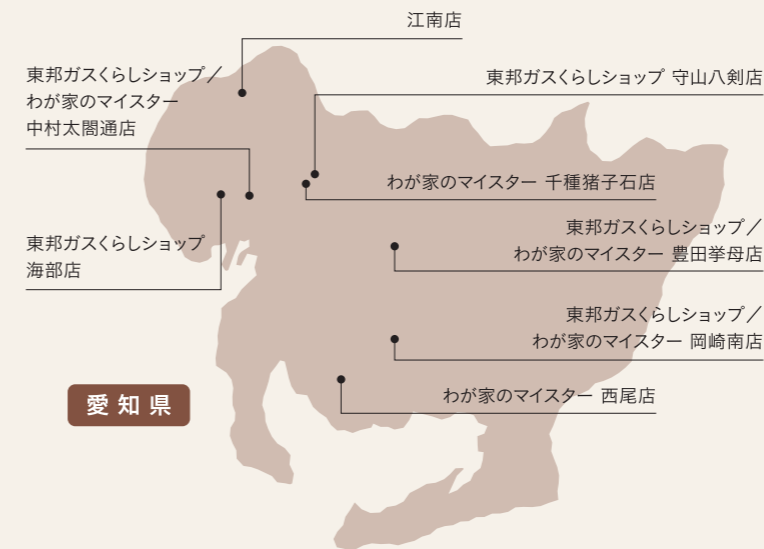 江南店
東邦ガスくらしショップ／
わが家のマイスター
中村太閤通店
東邦ガスくらしショップ 守山八剣店
わが家のマイスター 千種猪子石店
東邦ガスくらしショップ／
わが家のマイスター 豊田挙母店
東邦ガスくらしショップ
海部店
東邦ガスくらしショップ／
わが家のマイスター 岡崎南店
わが家のマイスター 西尾店
愛知県